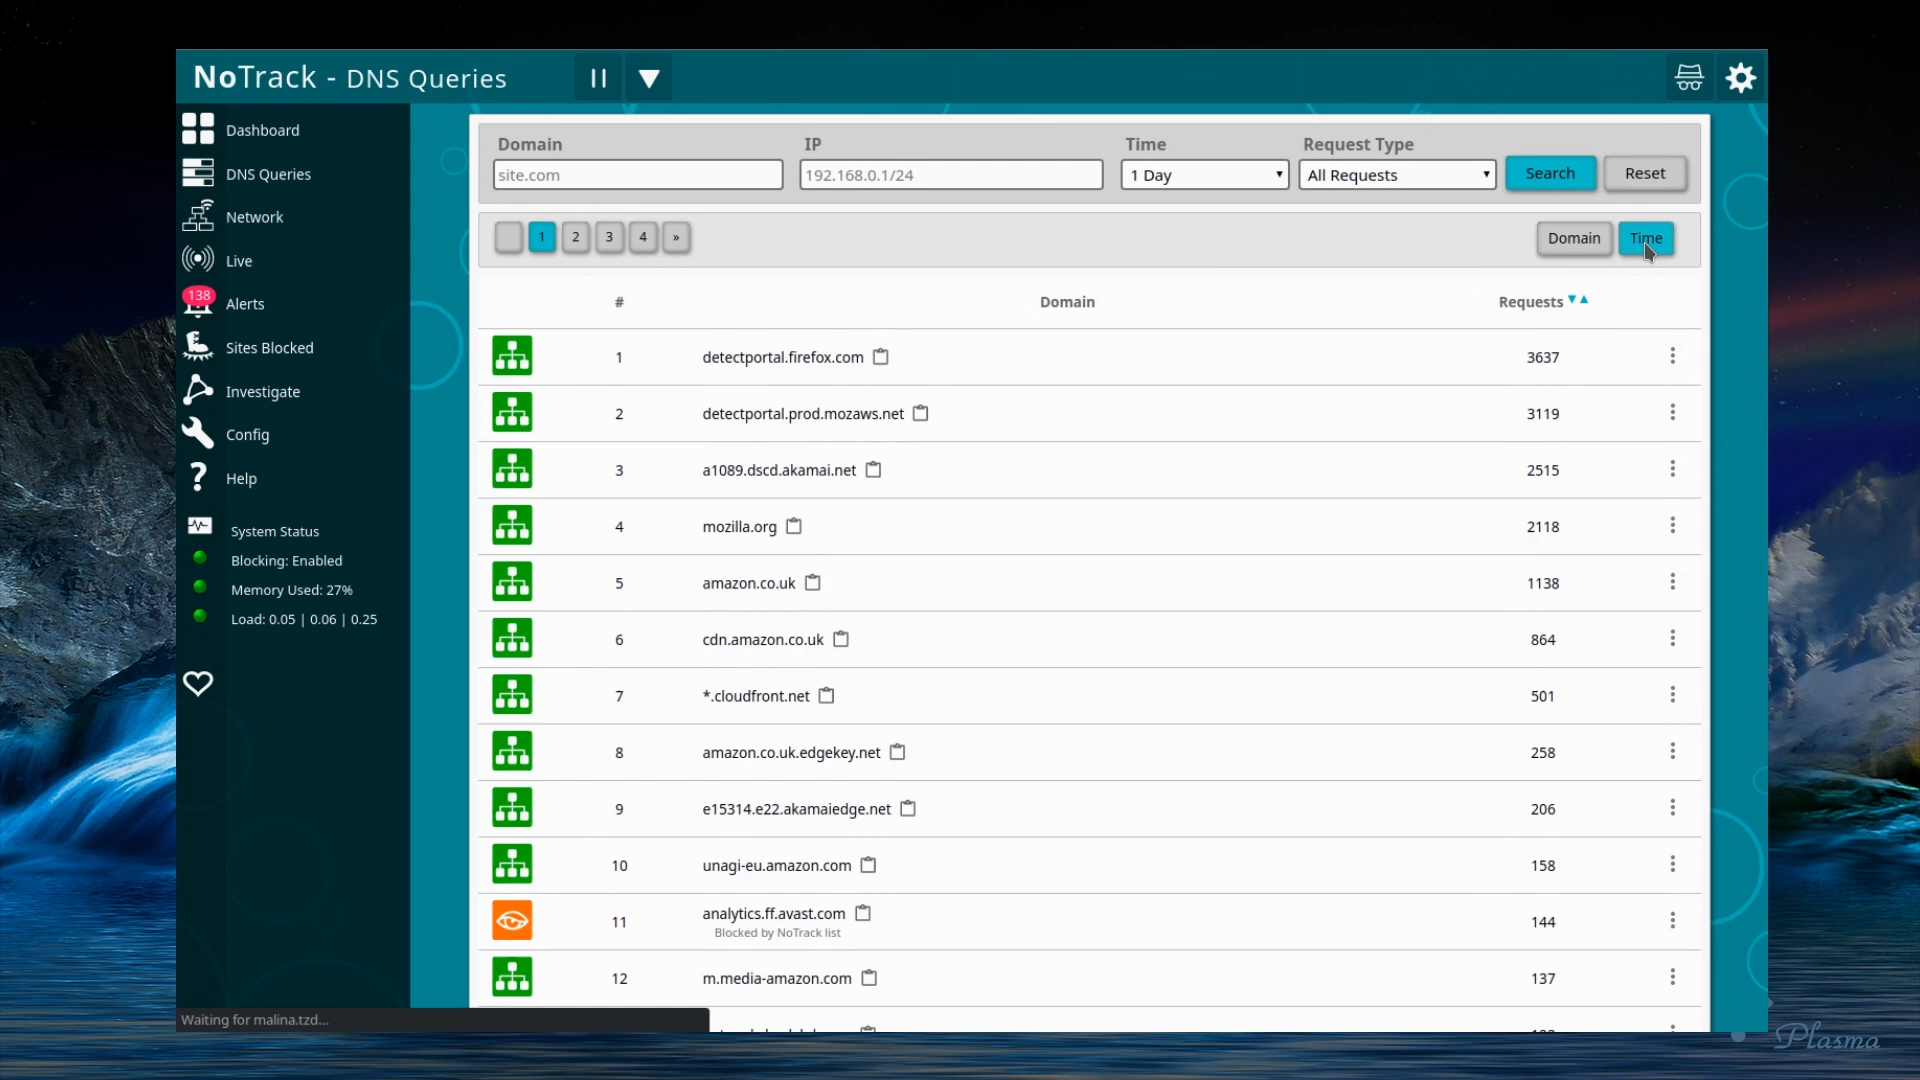 NoTrack - DNS Queries
Dashboard
DNS Queries
Network
Live
138
Alerts
Sites Blocked
Investigate
Config
Help
System Status
Blocking: Enabled
Memory Used: 27%
Load: 0.05 | 0.06 | 0.25
Domain IP Time Request Type
site.com 192.168.0.1/24 1 Day All Requests Search Reset
1 2 3 4 » Domain Time
# Domain Requests ▼▲
1 detectportal.firefox.com 3637
2 detectportal.prod.mozaws.net 3119
3 a1089.dscd.akamai.net 2515
4 mozilla.org 2118
5 amazon.co.uk 1138
6 cdn.amazon.co.uk 864
7 *.cloudfront.net 501
8 amazon.co.uk.edgekey.net 258
9 e15314.e22.akamaiedge.net 206
10 unagi-eu.amazon.com 158
11 analytics.ff.avast.com 144
Blocked by NoTrack list
12 m.media-amazon.com 137
Waiting for malina.tzd...
Plasma